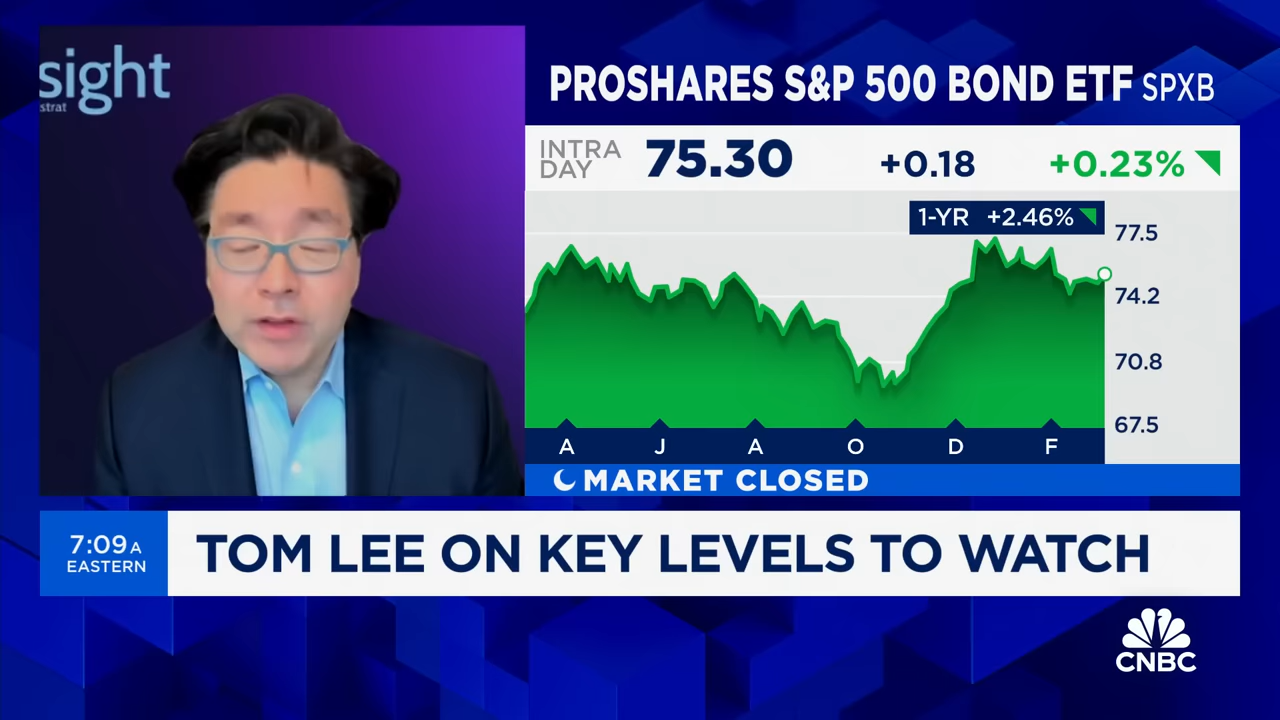 sight
strat
PROSHARES S&P 500 BOND ETF SPXB
INTRA
DAY
75.30
+0.18
+0.23%
1-YR +2.46%
77.5
74.2
70.8
67.5
A J A O D F
MARKET CLOSED
7:09A
EASTERN
TOM LEE ON KEY LEVELS TO WATCH
CNBC